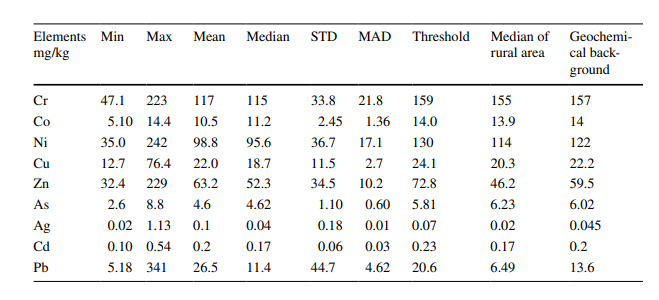 Elements Min Max Mean Median STD MAD Threshold Median of Geochemi-
mg/kg rural area cal back-
ground
Cr 47.1 223 117 115 33.8 21.8 159 155 157
Co 5.10 14.4 10.5 11.2 2.45 1.36 14.0 13.9 14
Ni 35.0 242 98.8 95.6 36.7 17.1 130 114 122
Cu 12.7 76.4 22.0 18.7 11.5 2.7 24.1 20.3 22.2
Zn 32.4 229 63.2 52.3 34.5 10.2 72.8 46.2 59.5
As 2.6 8.8 4.6 4.62 1.10 0.60 5.81 6.23 6.02
Ag 0.02 1.13 0.1 0.04 0.18 0.01 0.07 0.02 0.045
Cd 0.10 0.54 0.2 0.17 0.06 0.03 0.23 0.17 0.2
Pb 5.18 341 26.5 11.4 44.7 4.62 20.6 6.49 13.6